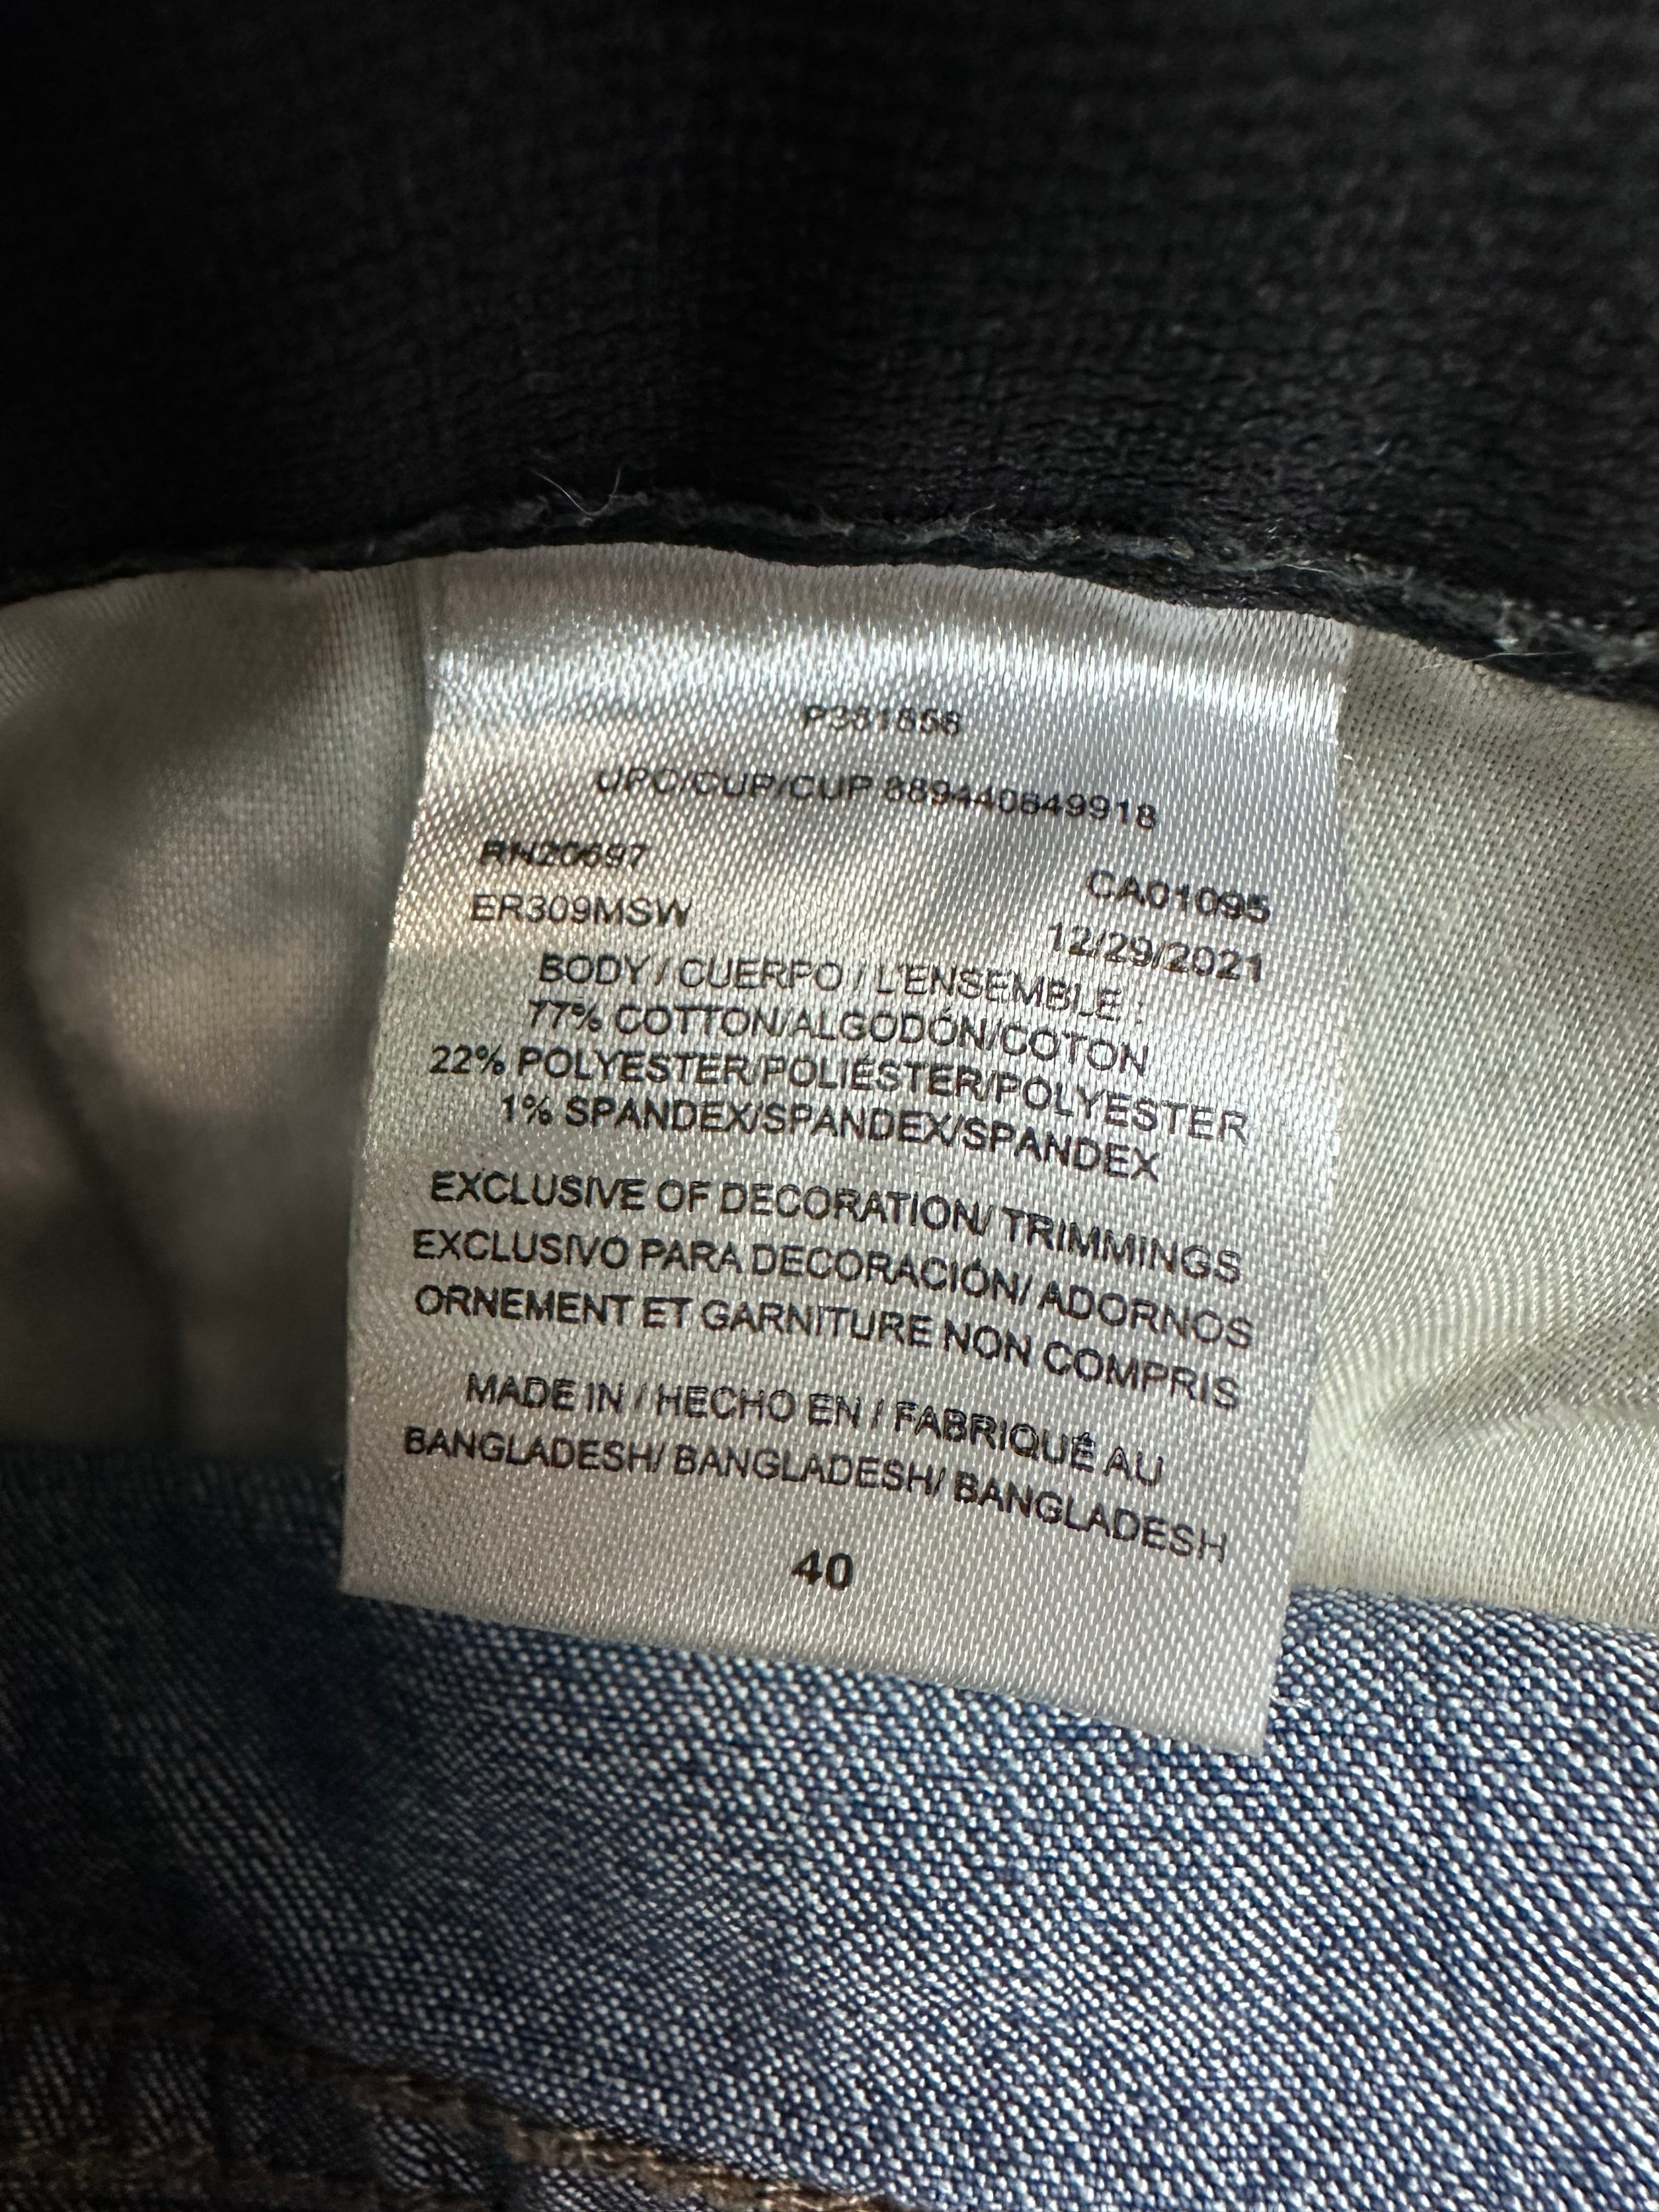 P381856
UPC/CUP/CUP 889440649918
RN20697
CA01095
ER309MSW
12/29/2021
BODY / CUERPO / L'ENSEMBLE :
77% COTTON/ALGODÓN/COTON
22% POLYESTER/POLIÉSTER/POLYESTER
1% SPANDEX/SPANDEX/SPANDEX
EXCLUSIVE OF DECORATION/ TRIMMINGS
EXCLUSIVO PARA DECORACIÓN/ ADORNOS
ORNEMENT ET GARNITURE NON COMPRIS
MADE IN / HECHO EN / FABRIQUÉ AU
BANGLADESH/ BANGLADESH/ BANGLADESH
40